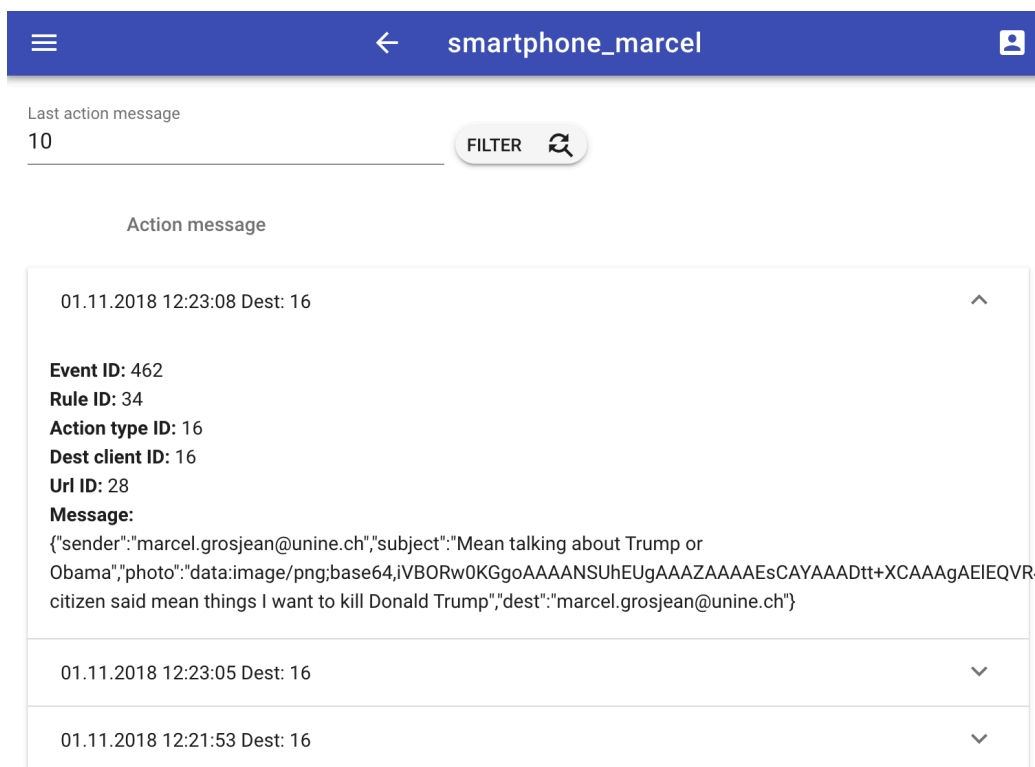 smartphone_marcel
Last action message
10
FILTER
Action message
01.11.2018 12:23:08 Dest: 16
Event ID: 462
Rule ID: 34
Action type ID: 16
Dest client ID: 16
Url ID: 28
Message:
{"sender":"marcel.grosjean@unine.ch","subject":"Mean talking about Trump or
Obama","photo":"data:image/png;base64,iVBORw0KGgoAAAANSUhEUgAAAZAAAAEsCAYAAADtt+XCAAAgAElEQVR
citizen said mean things I want to kill Donald Trump","dest":"marcel.grosjean@unine.ch"}
01.11.2018 12:23:05 Dest: 16
01.11.2018 12:21:53 Dest: 16